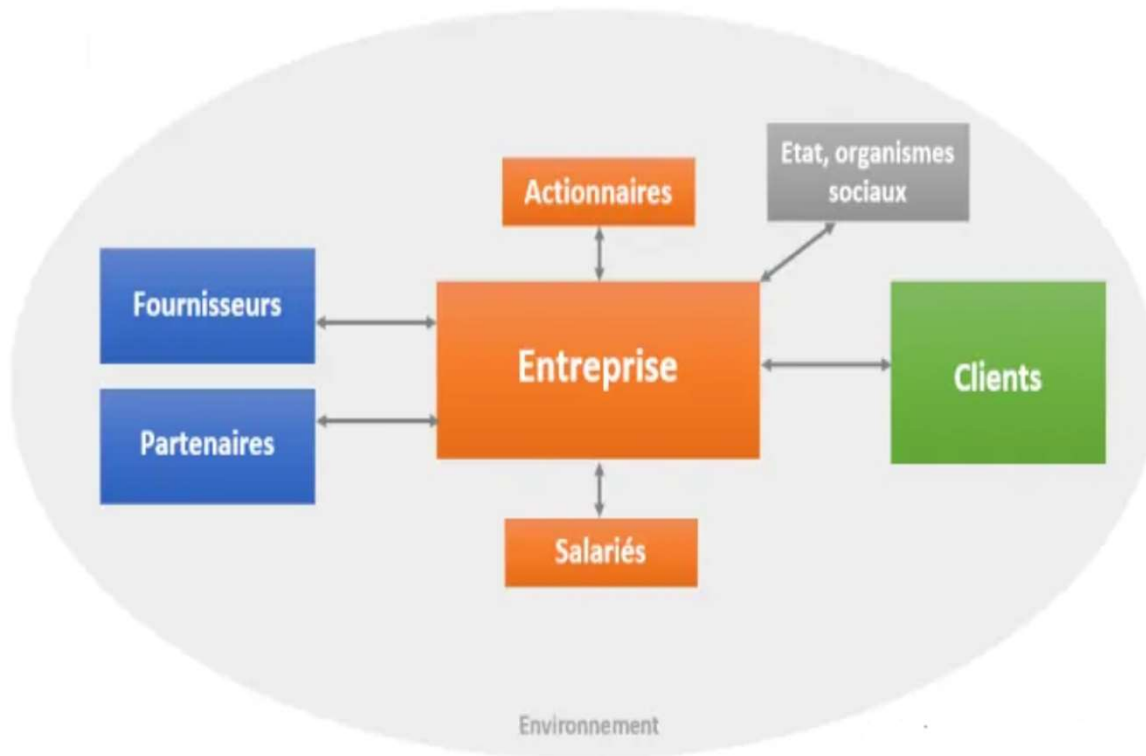 Actionnaires
Etat, organismes
sociaux
Fournisseurs
Entreprise
Clients
Partenaires
Salariés
Environnement